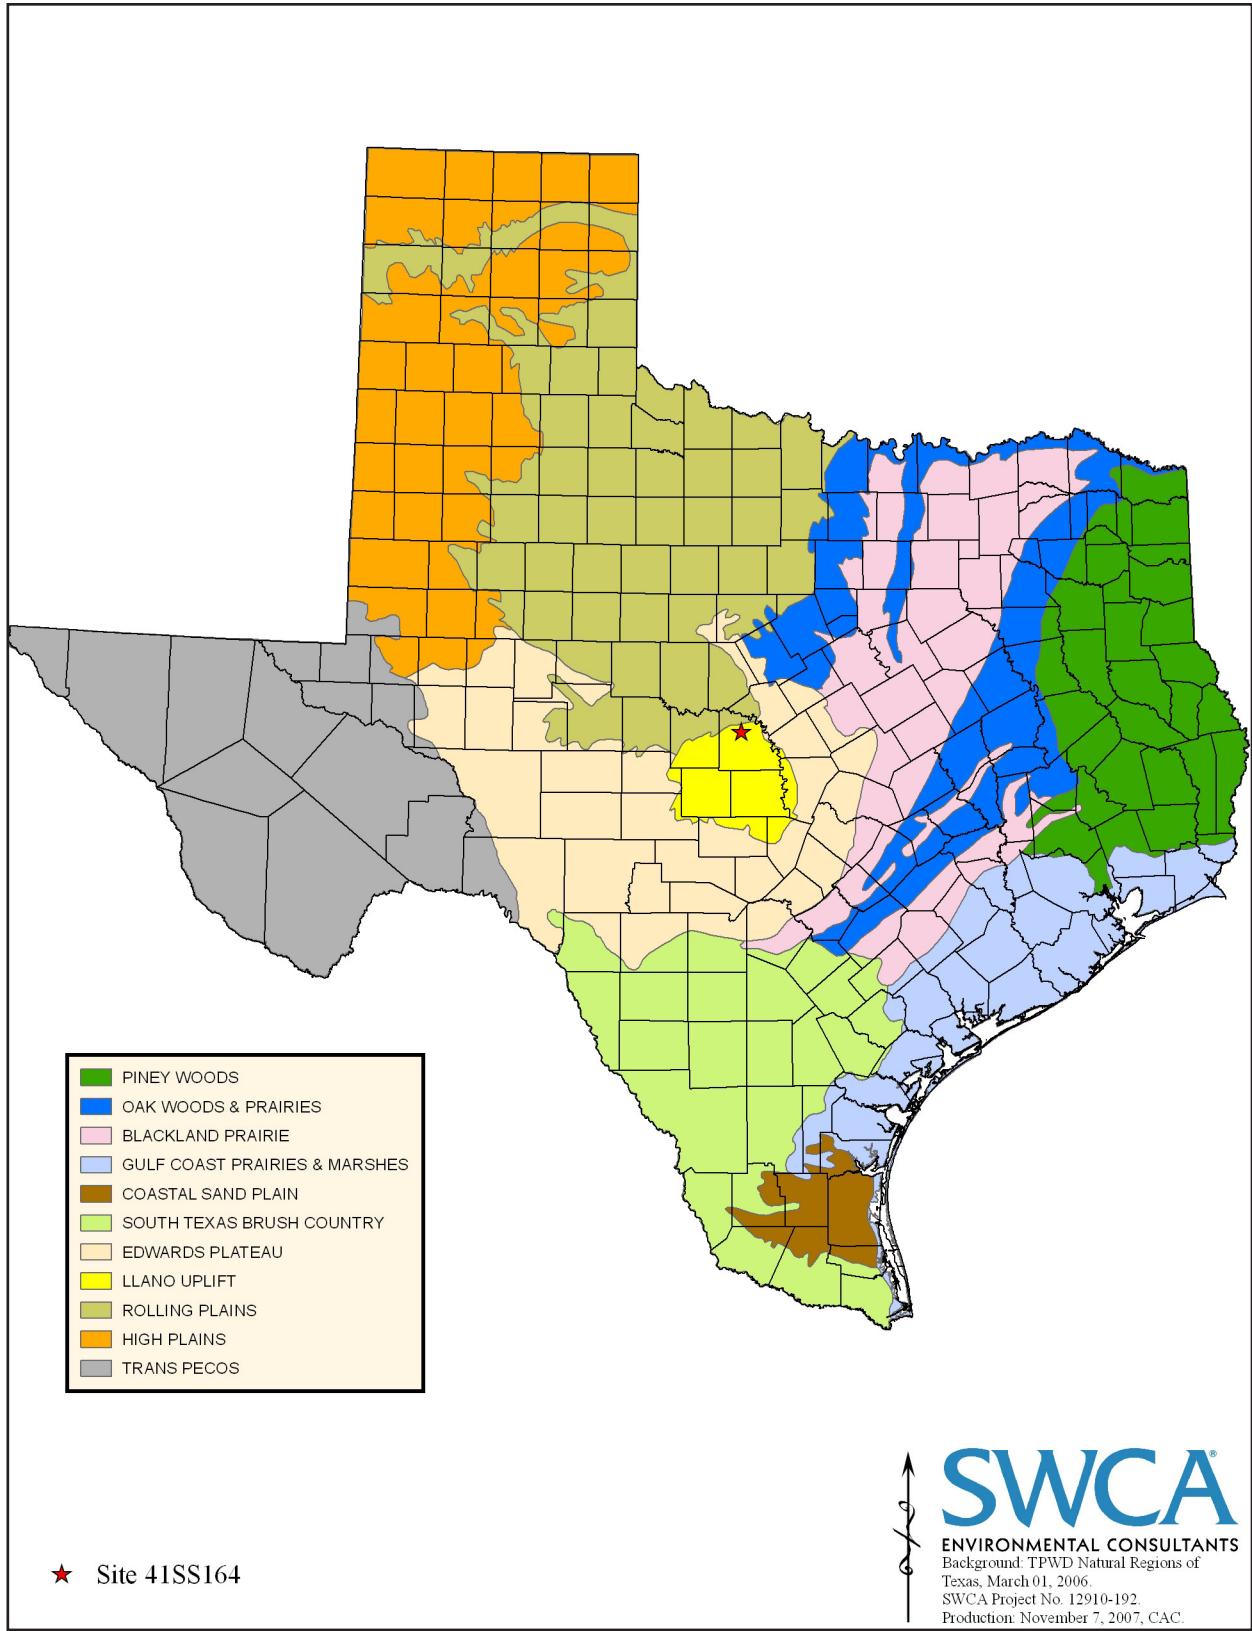 PINEY WOODS
OAK WOODS & PRAIRIES
BLACKLAND PRAIRIE
GULF COAST PRAIRIES & MARSHES
COASTAL SAND PLAIN
SOUTH TEXAS BRUSH COUNTRY
EDWARDS PLATEAU
LLANO UPLIFT
ROLLING PLAINS
HIGH PLAINS
TRANS PECOS
Site 41SS164
SWCA®
ENVIRONMENTAL CONSULTANTS
Background: TPWD Natural Regions of
Texas, March 01, 2006.
SWCA Project No. 12910-192.
Production: November 7, 2007, CAC.